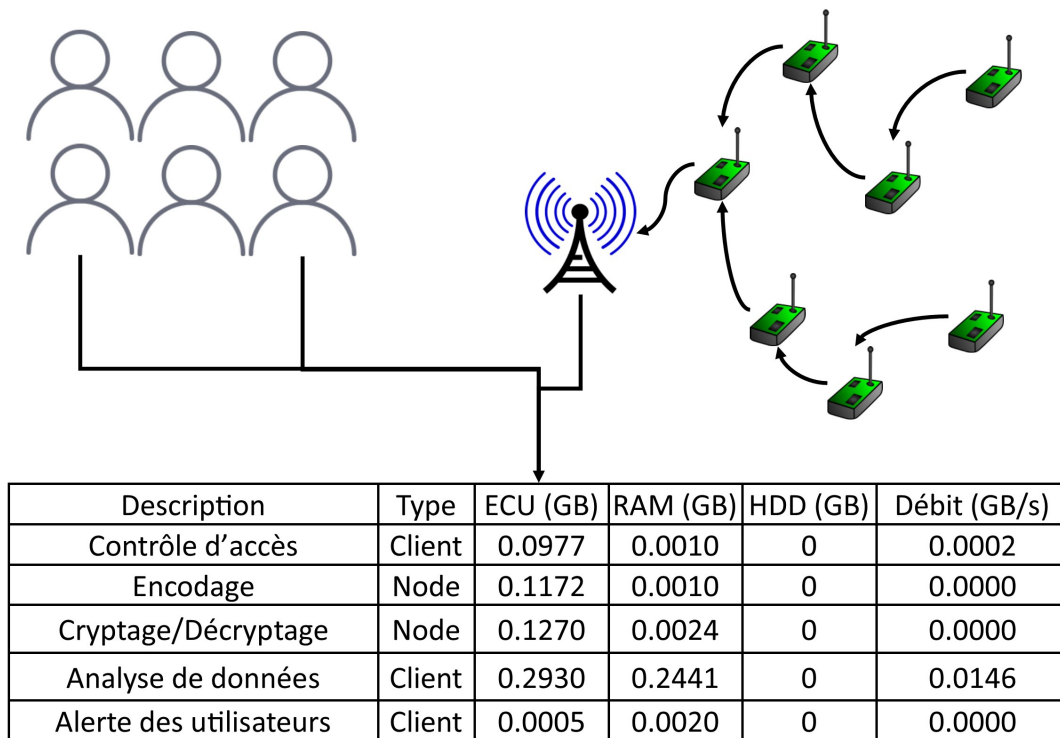 Description Type ECU (GB) RAM (GB) HDD (GB) Débit (GB/s)
Contrôle d’accès Client 0.0977 0.0010 0 0.0002
Encodage Node 0.1172 0.0010 0 0.0000
Cryptage/Décryptage Node 0.1270 0.0024 0 0.0000
Analyse de données Client 0.2930 0.2441 0 0.0146
Alerte des utilisateurs Client 0.0005 0.0020 0 0.0000